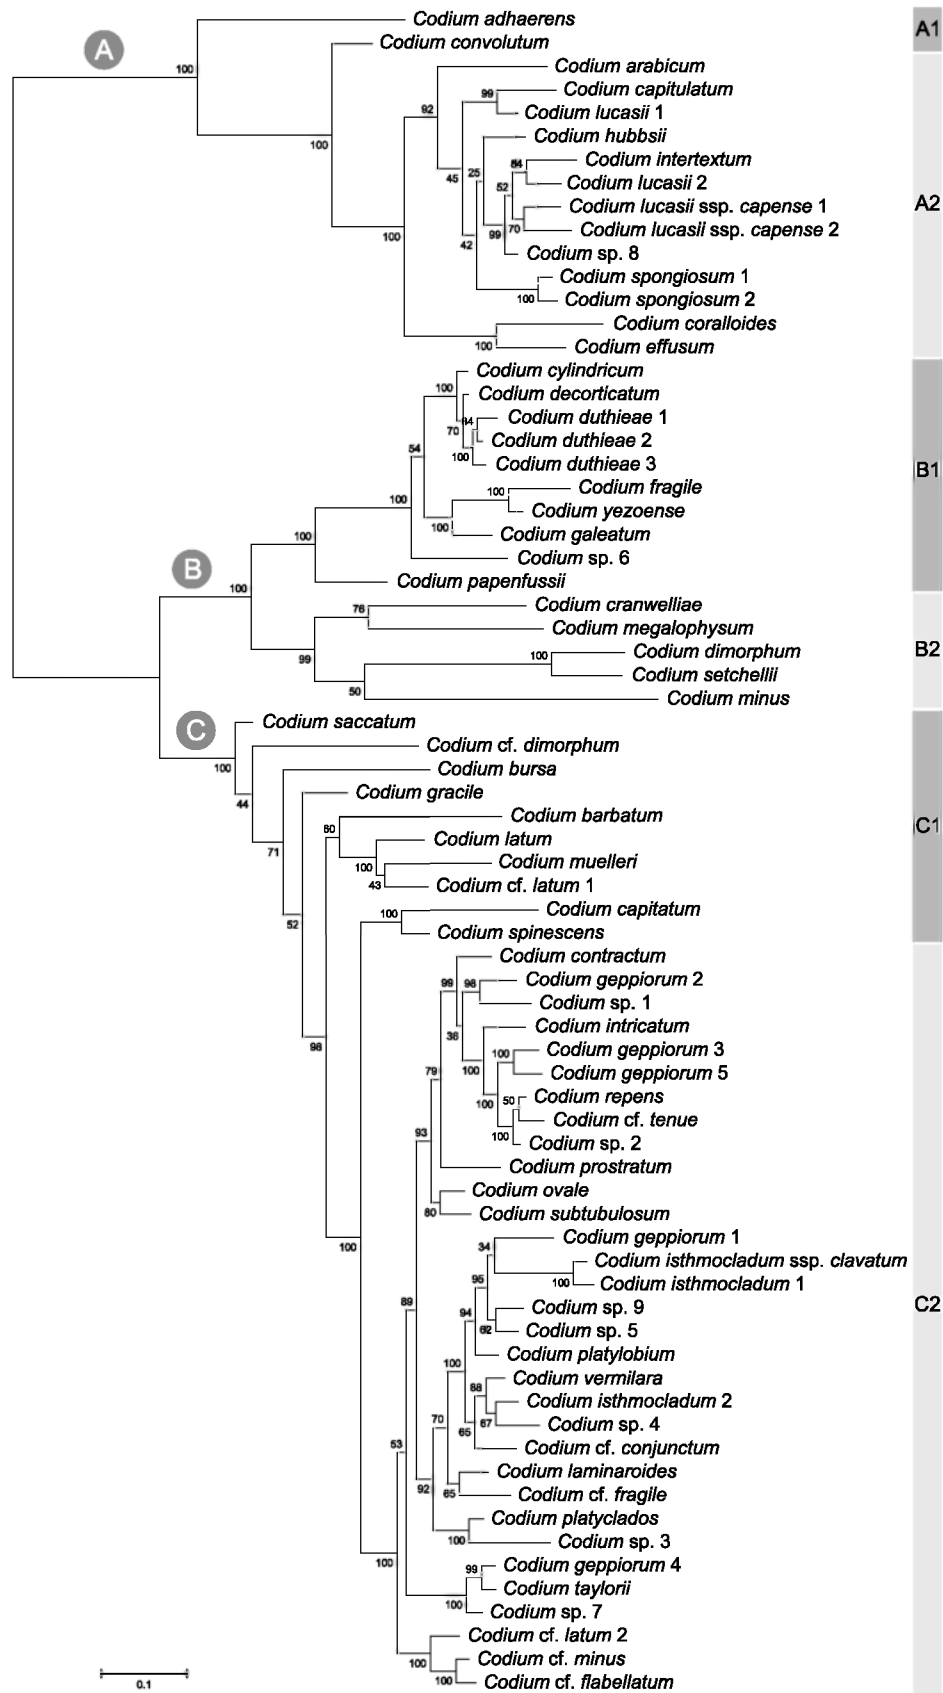 Codium adhaerens
A1
A
Codium convolutum
100
Codium arabicum
92
99
Codium capitulatum
Codium lucasii 1
100
Codium hubbsii
84
Codium intertextum
45
25
52
Codium lucasii 2
A2
Codium lucasii ssp. capense 1
99
70
Codium lucasii ssp. capense 2
100
42
Codium sp. 8
Codium spongiosum 1
100
Codium spongiosum 2
Codium coralloides
100
Codium effusum
Codium cylindricum
100
Codium decorticatum
84
Codium duthieae 1
70
Codium duthieae 2
54
100
Codium duthieae 3
B1
100
100
Codium fragile
Codium yezoense
100
Codium galeatum
100
Codium sp. 6
B
Codium papenfussii
100
76
Codium cranwelliae
Codium megalophysum
99
100
Codium dimorphum
B2
Codium setchellii
50
Codium minus
C
Codium saccatum
100
Codium cf. dimorphum
Codium bursa
44
Codium gracile
60
Codium barbatum
C1
Codium latum
71
100
Codium muelleri
43
Codium cf. latum 1
100
Codium capitatum
52
Codium spinescens
Codium contractum
99
98
Codium geppiorum 2
Codium sp. 1
98
36
Codium intricatum
100
100
Codium geppiorum 3
79
Codium geppiorum 5
100
50
Codium repens
Codium cf. tenue
93
100
Codium sp. 2
Codium prostratum
Codium ovale
80
Codium subtubulosum
100
34
Codium geppiorum 1
Codium isthmocladum ssp. clavatum
95
100
Codium isthmocladum 1
89
94
Codium sp. 9
C2
62
Codium sp. 5
Codium platylobium
100
Codium vermilara
88
Codium isthmocladum 2
70
65
67
Codium sp. 4
53
Codium cf. conjunctum
Codium laminaroides
92
65
Codium cf. fragile
Codium platyclados
100
Codium sp. 3
100
99
Codium geppiorum 4
Codium taylorii
100
Codium sp. 7
Codium cf. latum 2
100
Codium cf. minus
100
Codium cf. flabellatum
0.1